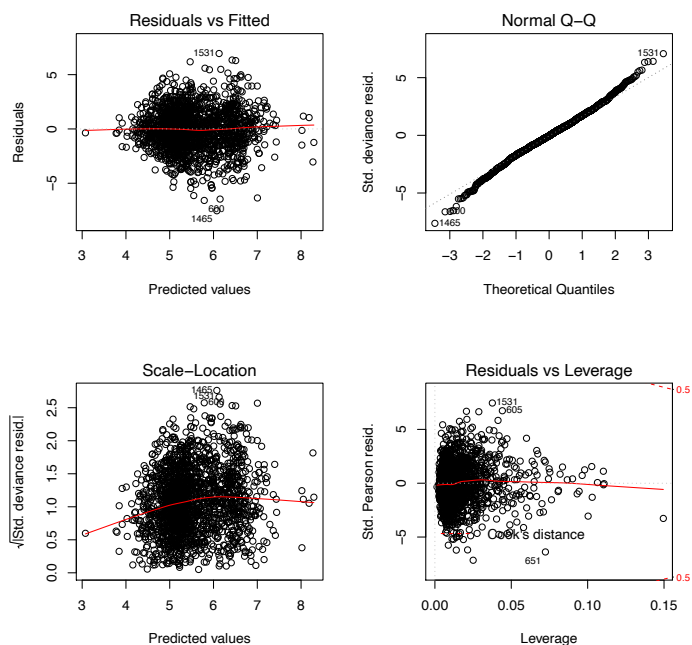 Residuals vs Fitted
Residuals
5
0
−5
1531
600
1465
3 4 5 6 7 8
Predicted values
Normal Q−Q
Std. deviance resid.
5
0
−5
1531
1465
−3 −2 −1 0 1 2 3
Theoretical Quantiles
Scale−Location
√|Std. deviance resid.|
2.5
2.0
1.5
1.0
0.5
0.0
1465
1531
600
3 4 5 6 7 8
Predicted values
Residuals vs Leverage
Std. Pearson resid.
5
0
−5
1531
605
Cook's distance
651
0.5
0.5
0.00 0.05 0.10 0.15
Leverage